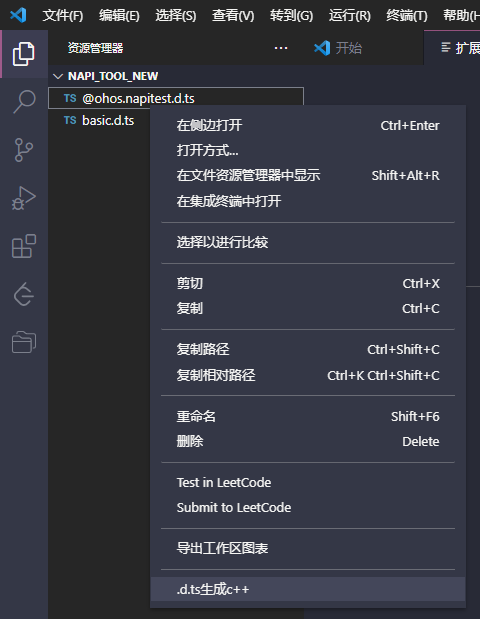 文件(F) 编辑(E) 选择(S) 查看(V) 转到(G) 运行(R) 终端(T) 帮助(H
资源管理器 ··· 开始 扩展
NAPI_TOOL_NEW
TS @ohos.napitest.d.ts
TS basic.d.ts
在侧边打开 Ctrl+Enter
打开方式...
在文件资源管理器中显示 Shift+Alt+R
在集成终端中打开
选择以进行比较
剪切 Ctrl+X
复制 Ctrl+C
复制路径 Ctrl+Shift+C
复制相对路径 Ctrl+K Ctrl+Shift+C
重命名 Shift+F6
删除 Delete
Test in LeetCode
Submit to LeetCode
导出工作区图表
.d.ts生成c++